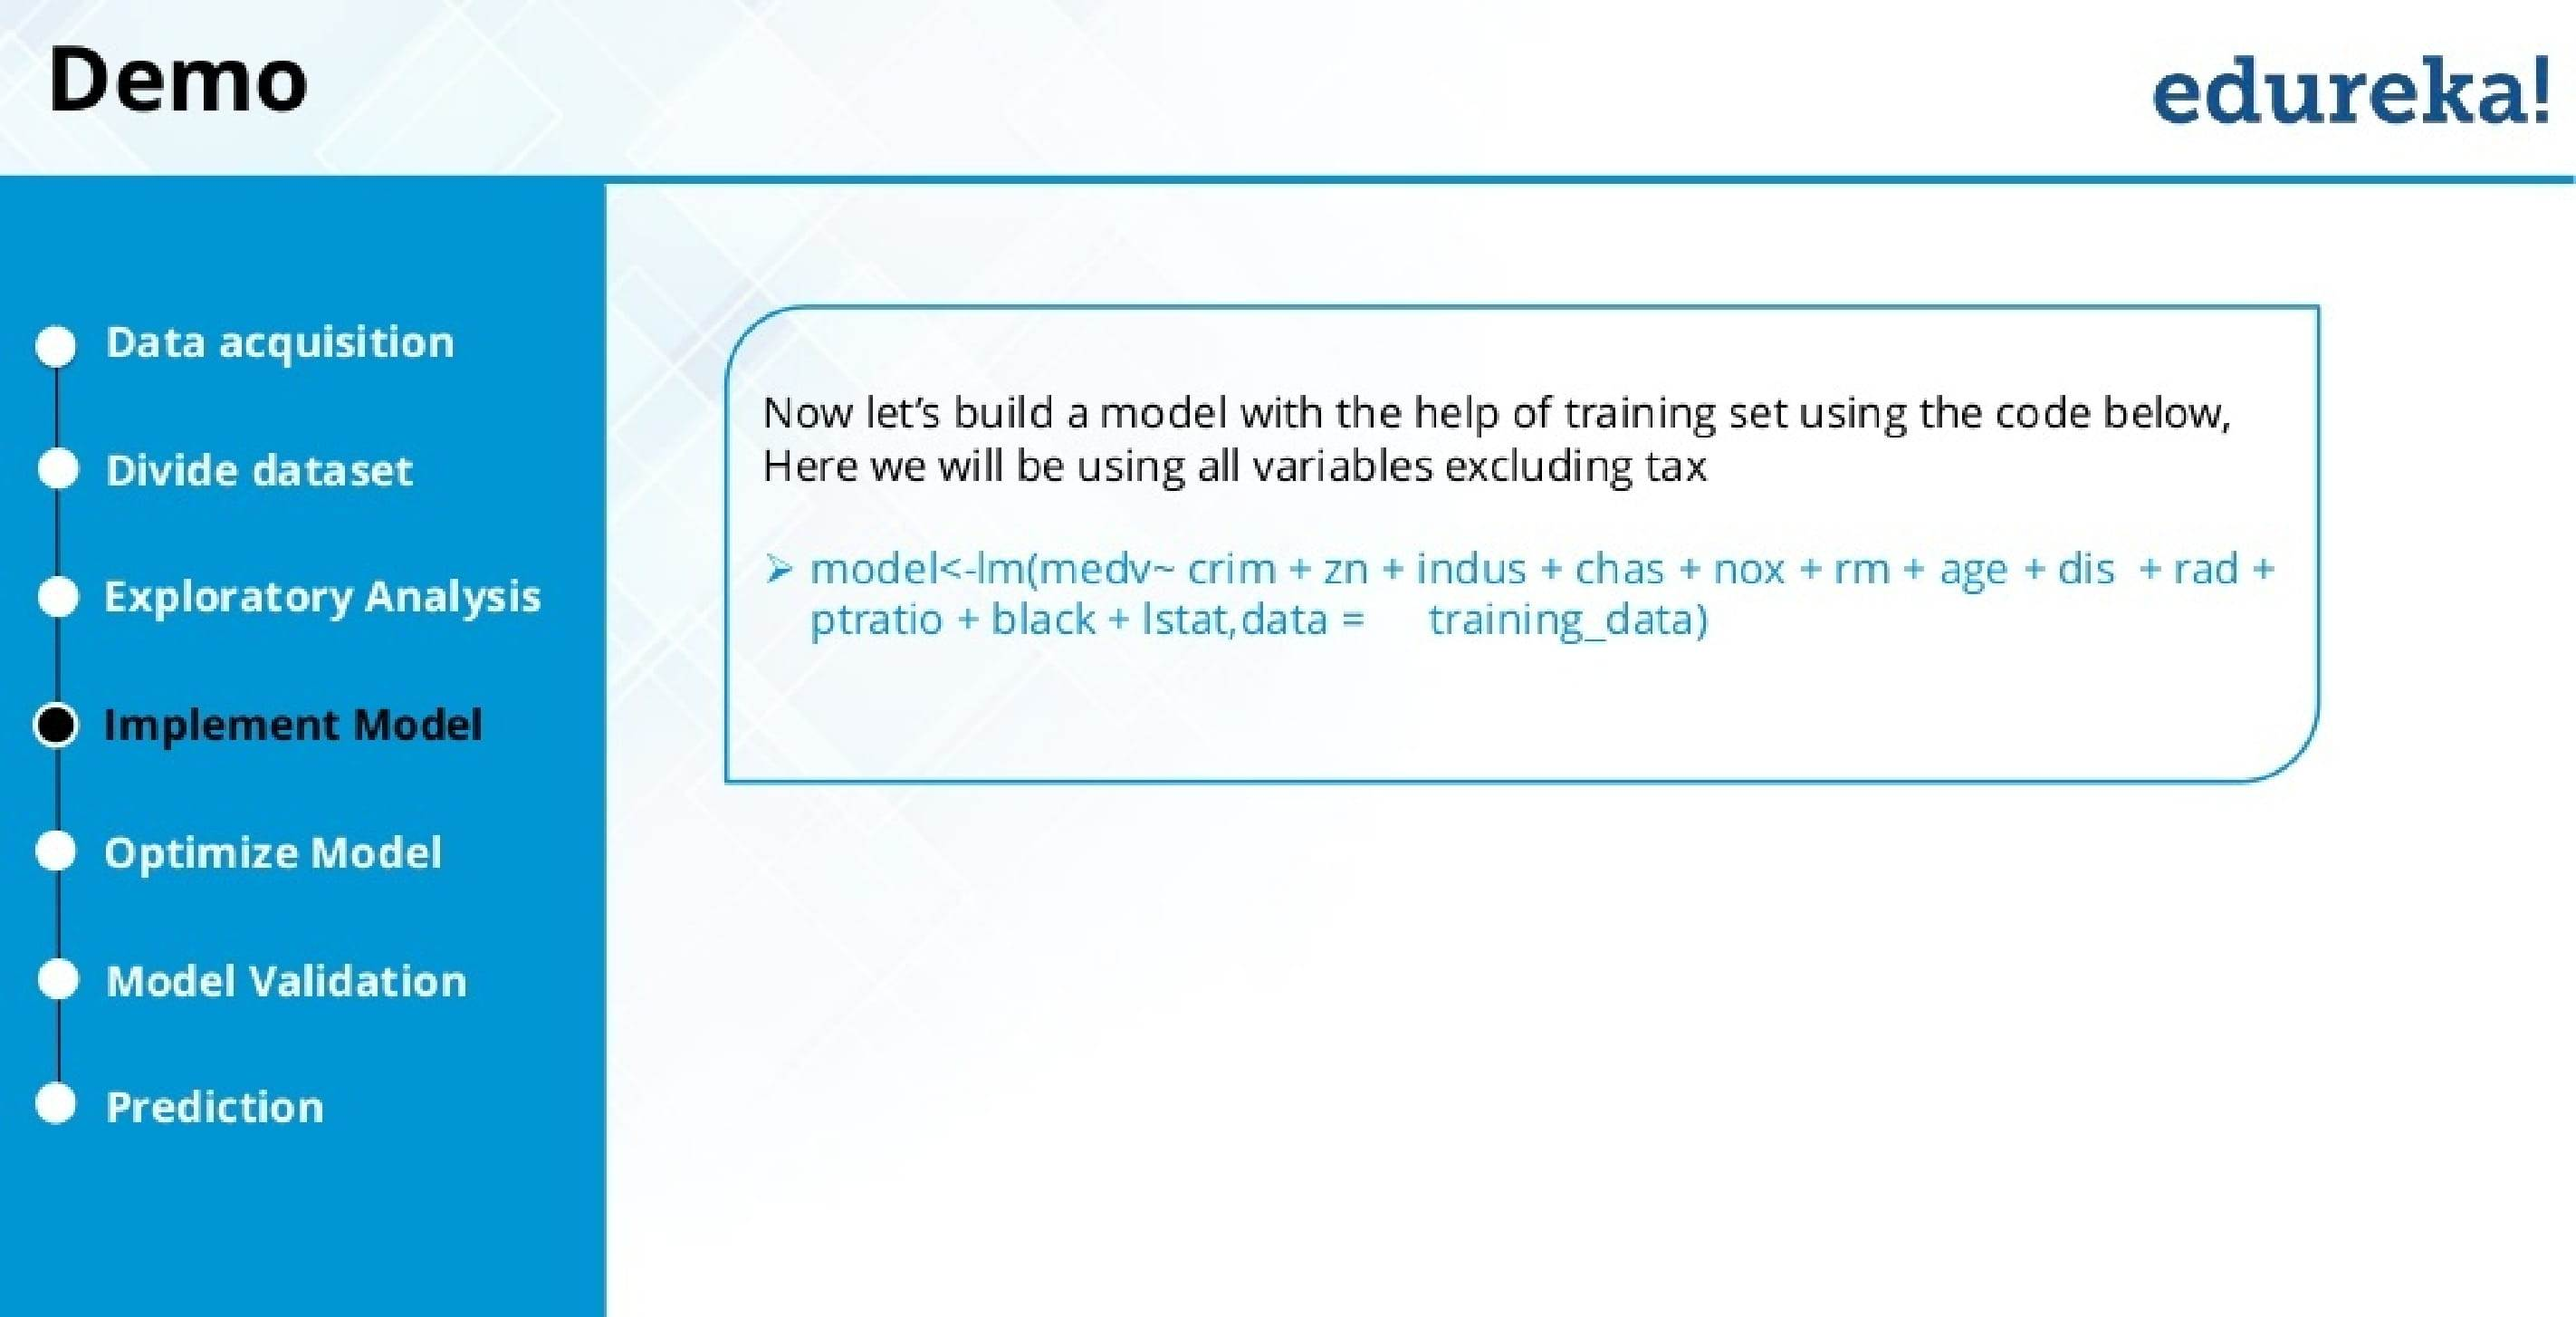 Demo
edureka!
Data acquisition
Divide dataset
Exploratory Analysis
Implement Model
Optimize Model
Model Validation
Prediction
Now let’s build a model with the help of training set using the code below,
Here we will be using all variables excluding tax
➢ model<-lm(medv~ crim + zn + indus + chas + nox + rm + age + dis  + rad +
ptratio + black + lstat,data =     training_data)